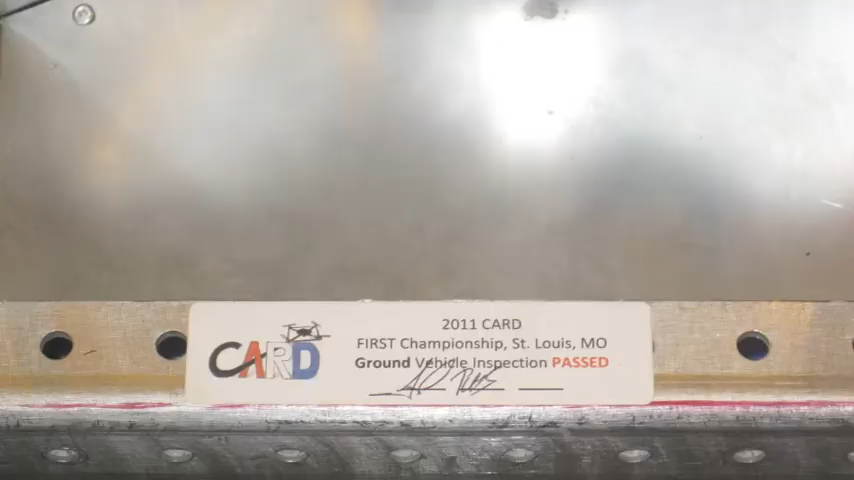 CARD
2011 CARD
FIRST Championship, St. Louis, MO
Ground Vehicle Inspection PASSED